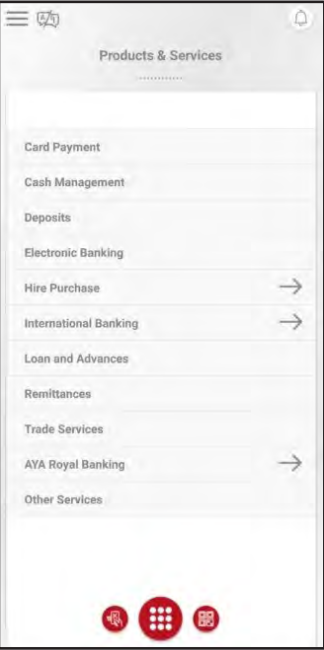 Products & Services
Card Payment
Cash Management
Deposits
Electronic Banking
Hire Purchase
International Banking
Loan and Advances
Remittances
Trade Services
AYA Royal Banking
Other Services